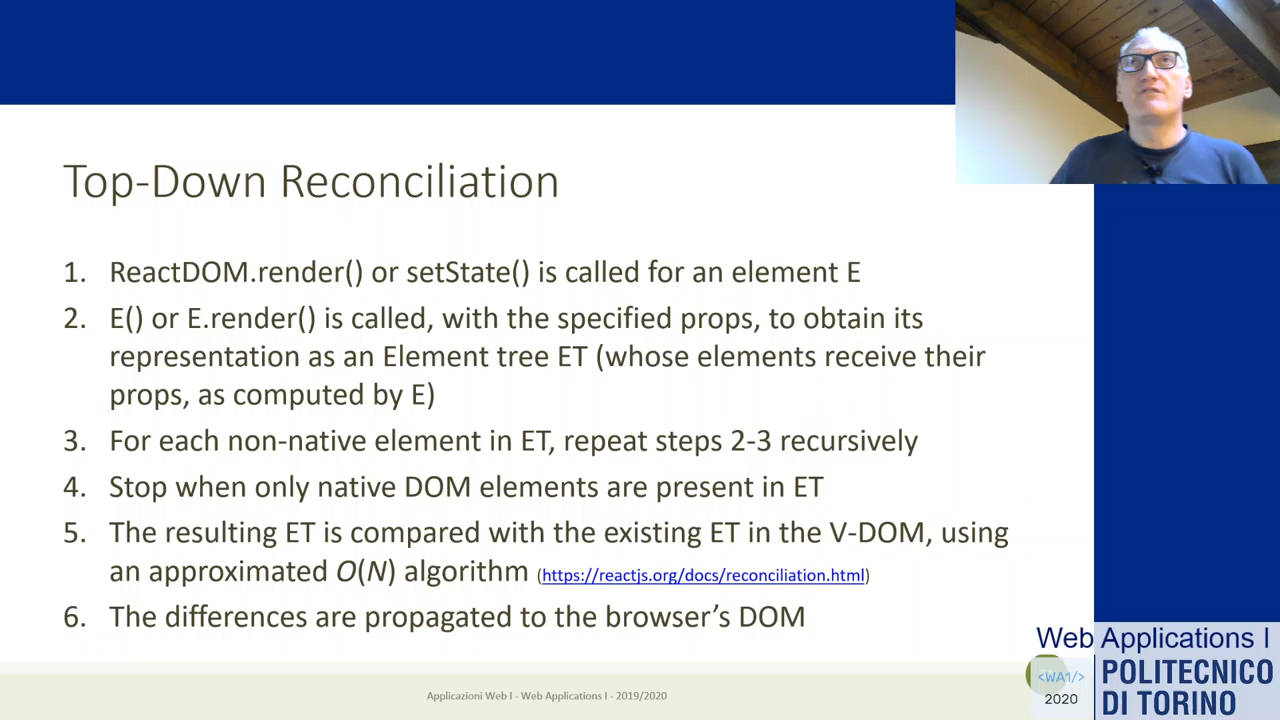 Top-Down Reconciliation
1. ReactDOM.render() or setState() is called for an element E
2. E() or E.render() is called, with the specified props, to obtain its
representation as an Element tree ET (whose elements receive their
props, as computed by E)
3. For each non-native element in ET, repeat steps 2-3 recursively
4. Stop when only native DOM elements are present in ET
5. The resulting ET is compared with the existing ET in the V-DOM, using
an approximated O(N) algorithm (https://reactjs.org/docs/reconciliation.html)
6. The differences are propagated to the browser's DOM
Applicazioni Web I - Web Applications I - 2019/2020
Web Applications I
<WA1/>
2020
POLITECNICO
DI TORINO